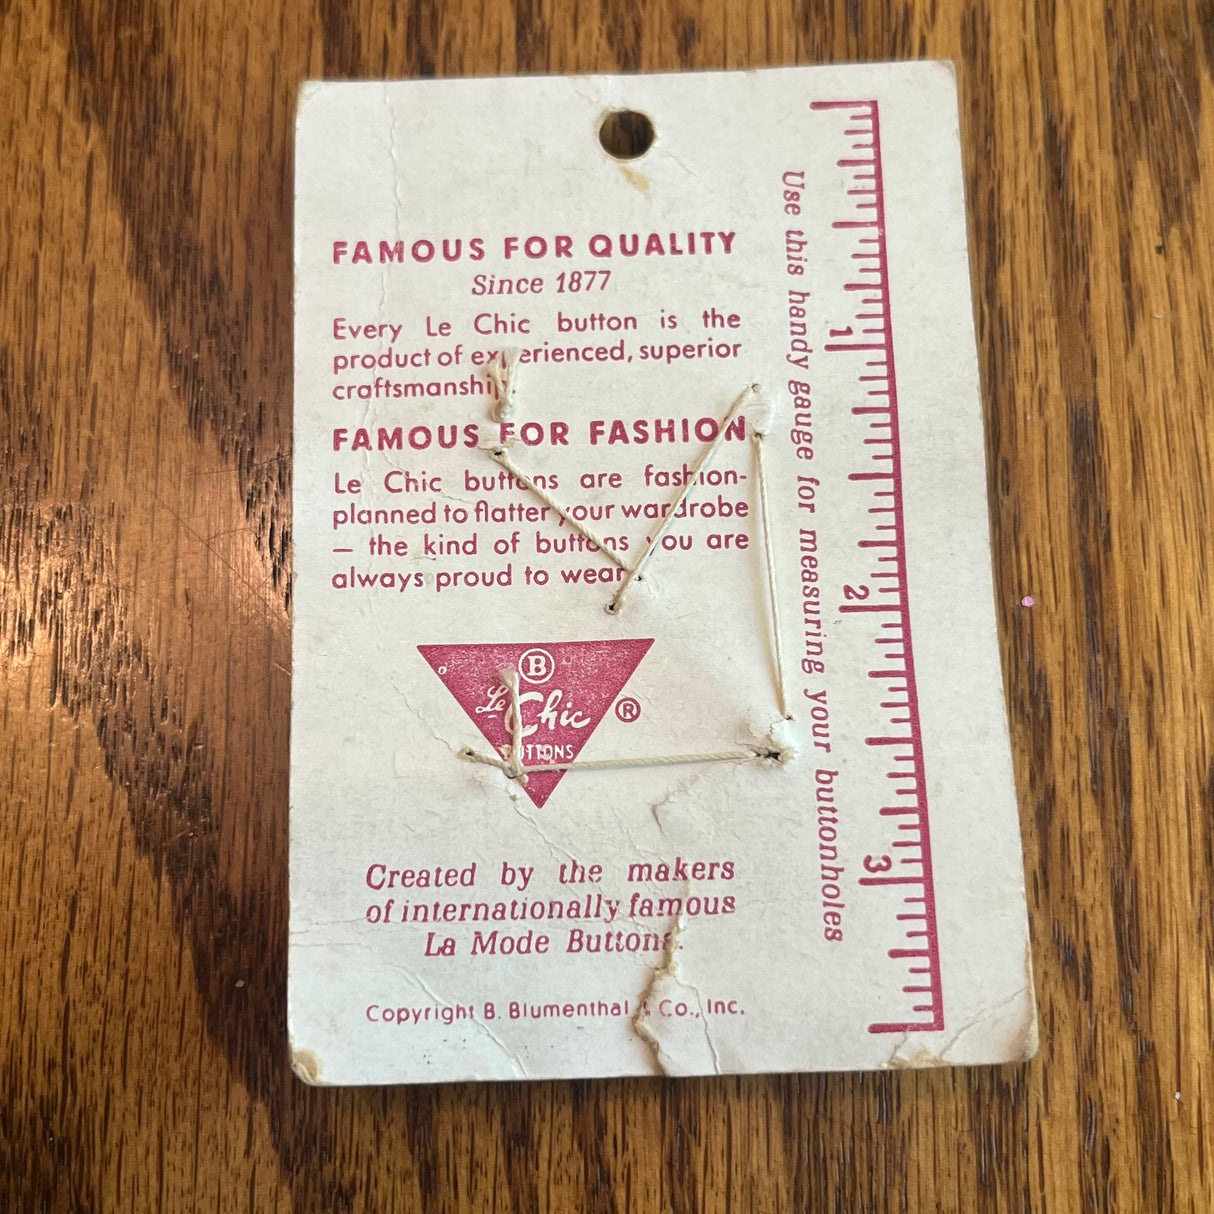 FAMOUS FOR QUALITY
Since 1877
Every Le Chic button is the
product of experienced, superior
craftsmanship.
FAMOUS FOR FASHION
Le Chic buttons are fashion-
planned to flatter your wardrobe
— the kind of buttons you are
always proud to wear.
B
Le Chic ®
BUTTONS
Created by the makers
of internationally famous
La Mode Buttons.
Copyright B. Blumenthal & Co., Inc.
Use this handy gauge for measuring your buttonholes
1
2
3